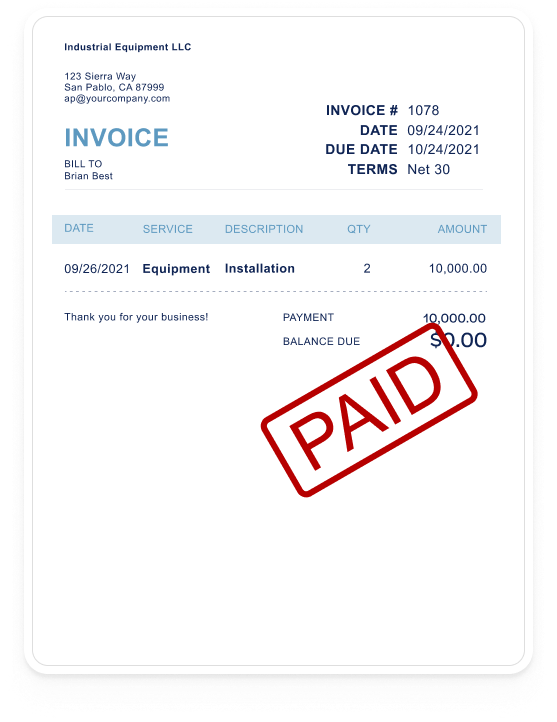 Industrial Equipment LLC
123 Sierra Way
San Pablo, CA 87999
ap@yourcompany.com
INVOICE
BILL TO
Brian Best
INVOICE # 1078
DATE 09/24/2021
DUE DATE 10/24/2021
TERMS Net 30
DATE SERVICE DESCRIPTION QTY AMOUNT
09/26/2021 Equipment Installation 2 10,000.00
Thank you for your business!
PAYMENT 10,000.00
BALANCE DUE $0.00
PAID